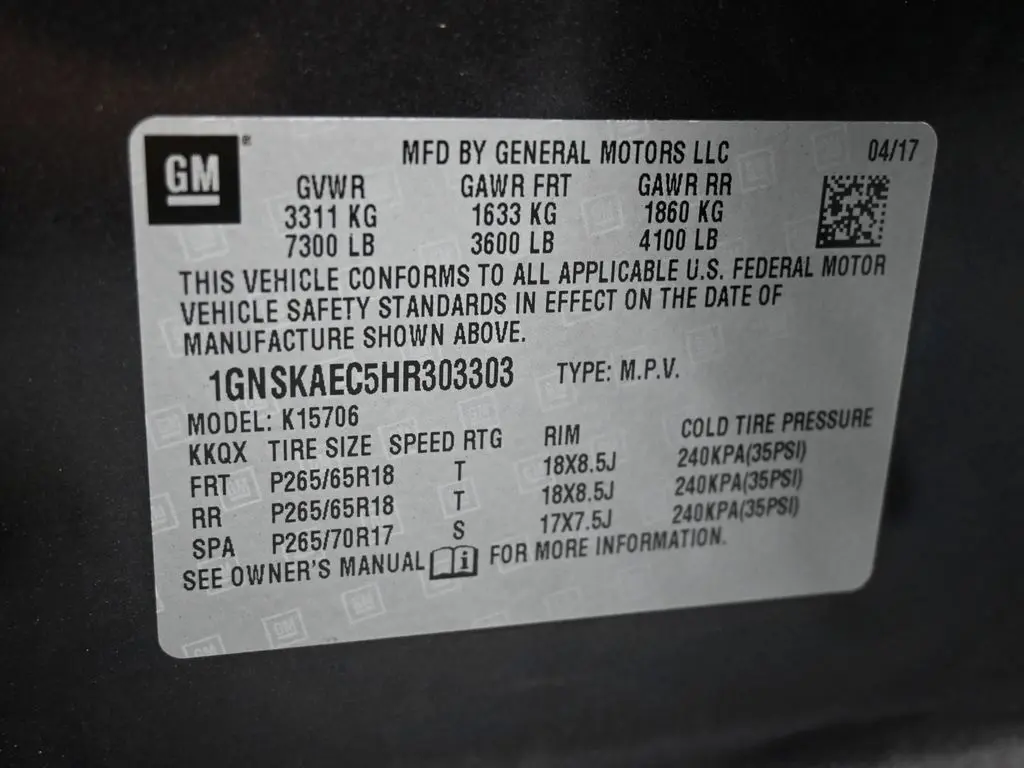 GM ® MFD BY GENERAL MOTORS LLC 04/17
GVWR GAWR FRT GAWR RR
3311 KG 1633 KG 1860 KG
7300 LB 3600 LB 4100 LB
THIS VEHICLE CONFORMS TO ALL APPLICABLE U.S. FEDERAL MOTOR
VEHICLE SAFETY STANDARDS IN EFFECT ON THE DATE OF
MANUFACTURE SHOWN ABOVE.
1GNSKAEC5HR303303 TYPE: M.P.V.
MODEL: K15706
KKQX TIRE SIZE SPEED RTG RIM COLD TIRE PRESSURE
FRT P265/65R18 T 18X8.5J 240KPA(35PSI)
RR P265/65R18 T 18X8.5J 240KPA(35PSI)
SPA P265/70R17 S 17X7.5J 240KPA(35PSI)
SEE OWNER'S MANUAL i FOR MORE INFORMATION.